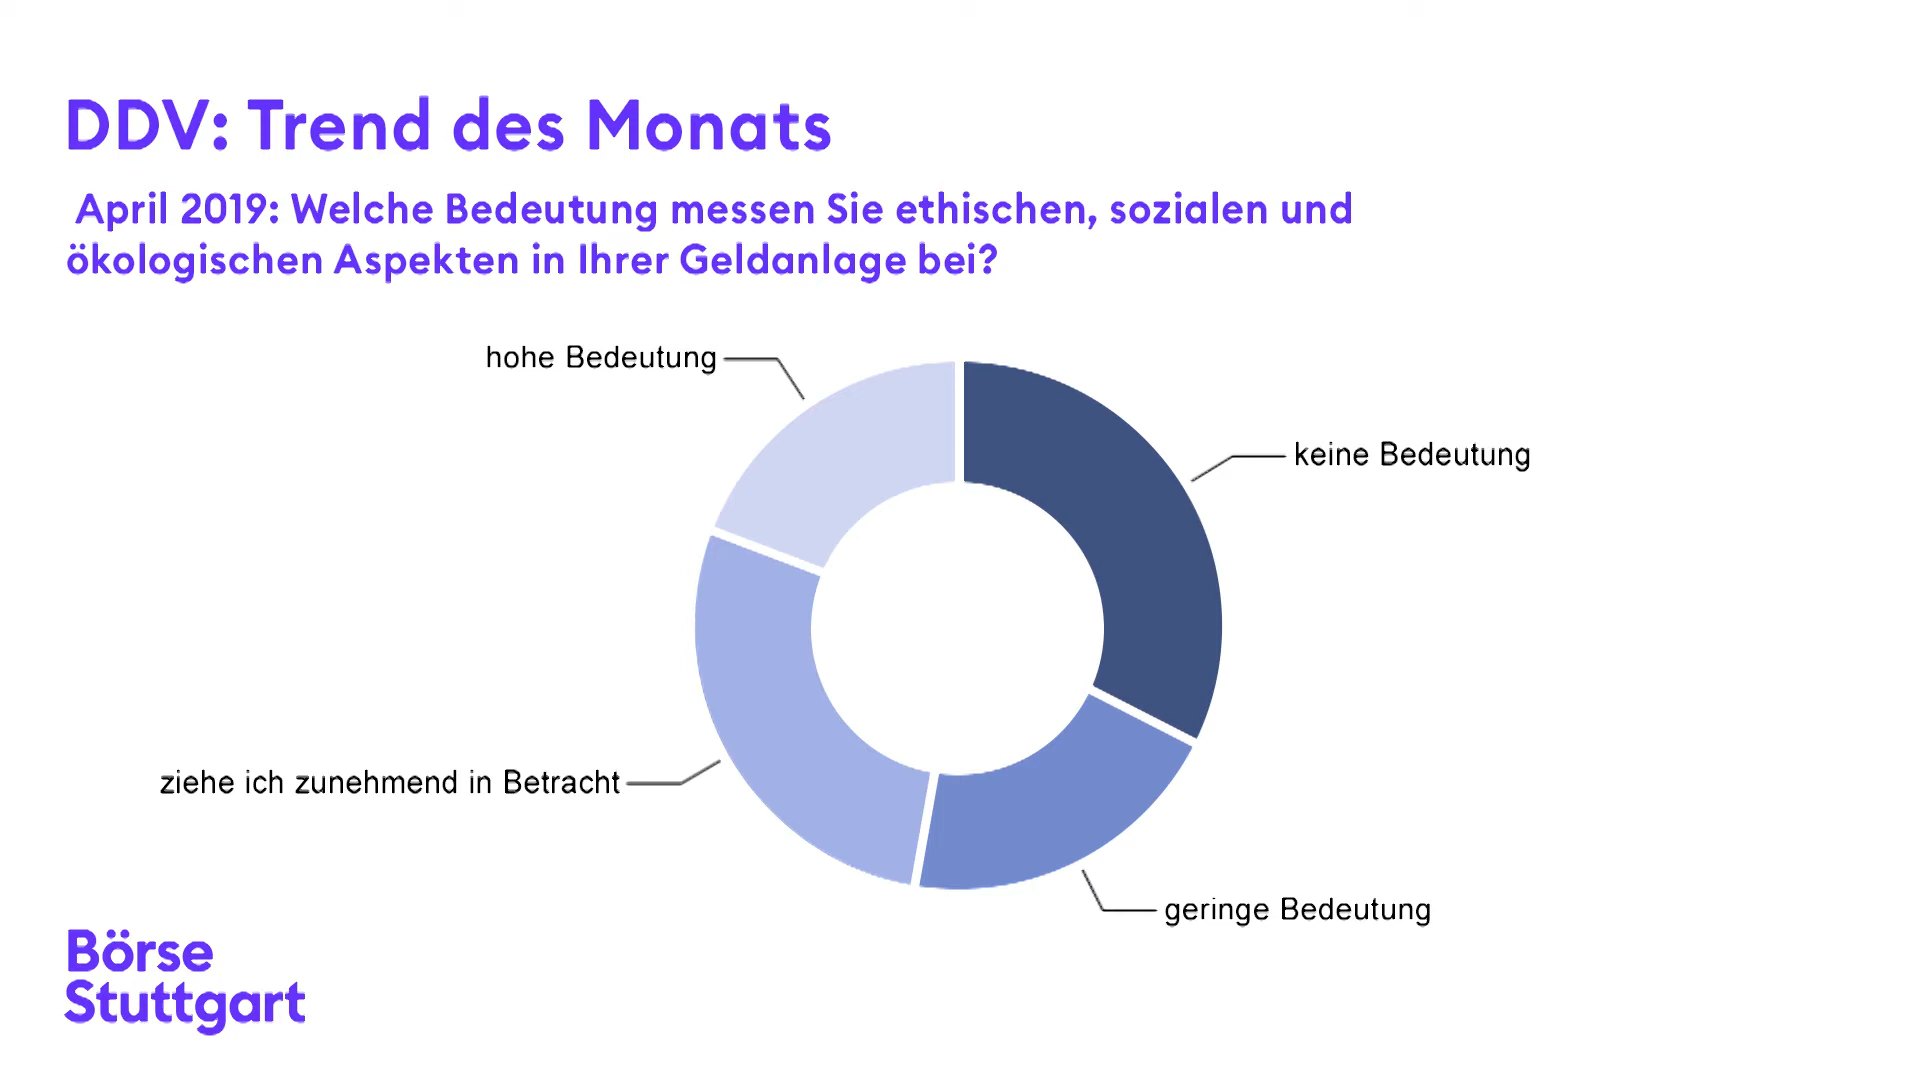 DDV: Trend des Monats
April 2019: Welche Bedeutung messen Sie ethischen, sozialen und
ökologischen Aspekten in Ihrer Geldanlage bei?
hohe Bedeutung
keine Bedeutung
ziehe ich zunehmend in Betracht
geringe Bedeutung
Börse
Stuttgart